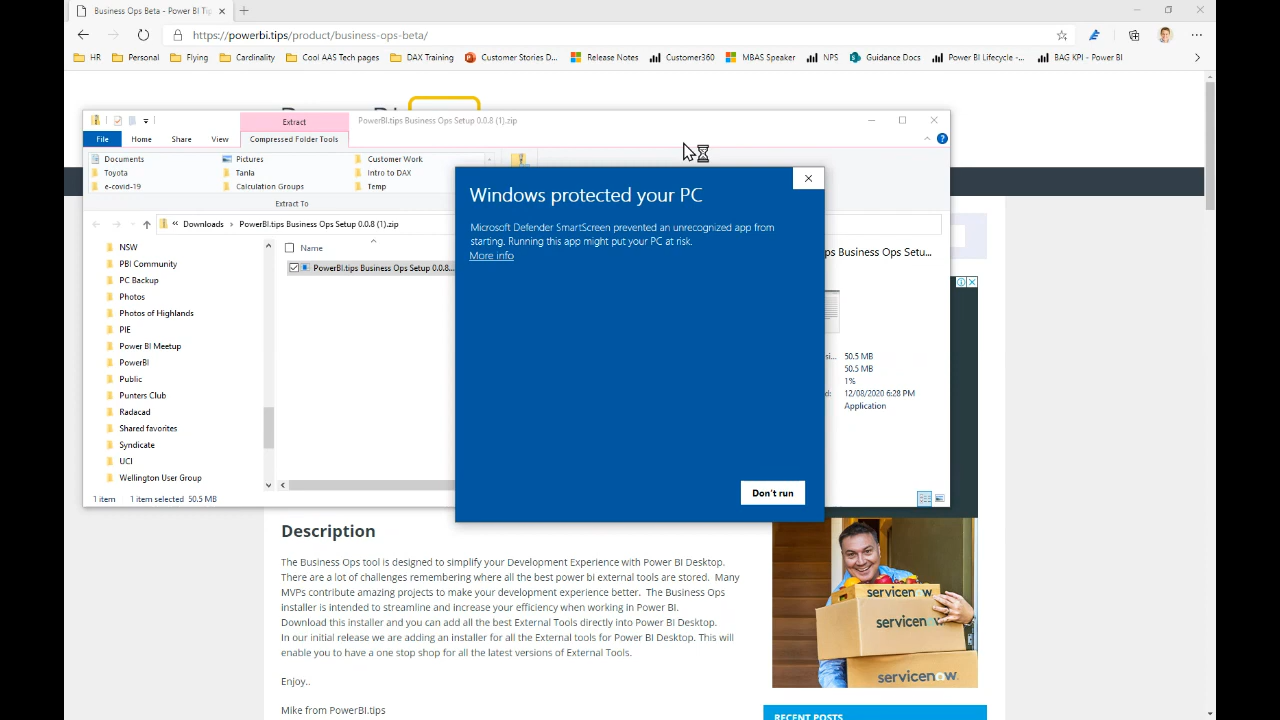 Business Ops Beta - Power BI Tip
https://powerbi.tips/product/business-ops-beta/
HR Personal Flying Cardinality Cool AAS Tech pages DAX Training Customer Stories D... Release Notes Customer360 MBAS Speaker NPS Guidance Docs Power BI Lifecycle -... BAG KPI - Power BI
Extract PowerBI.tips Business Ops Setup 0.0.8 (1).zip
File Home Share View Compressed Folder Tools
Documents Pictures Customer Work
Toyota Tania Intro to DAX
e-covid-19 Calculation Groups Temp
Extract To
« Downloads > PowerBI.tips Business Ops Setup 0.0.8 (1).zip
Name
NSW
PBI Community
PC Backup
Photos
Photos of Highlands
PIE
Power BI Meetup
PowerBI
Public
Punters Club
Radacad
Shared favorites
Syndicate
UCI
Wellington User Group
PowerBI.tips Business Ops Setup 0.0.8...
1 item 1 item selected 50.5 MB
Windows protected your PC
Microsoft Defender SmartScreen prevented an unrecognized app from
starting. Running this app might put your PC at risk.
More info
Don't run
ps Business Ops Setu...
si... 50.5 MB
50.5 MB
1%
d: 12/08/2020 6:28 PM
Application
Description
The Business Ops tool is designed to simplify your Development Experience with Power BI Desktop.
There are a lot of challenges remembering where all the best power bi external tools are stored. Many
MVPs contribute amazing projects to make your development experience better. The Business Ops
installer is intended to streamline and increase your efficiency when working in Power BI.
Download this installer and you can add all the best External Tools directly into Power BI Desktop.
In our initial release we are adding an installer for all the External tools for Power BI Desktop. This will
enable you to have a one stop shop for all the latest versions of External Tools.
Enjoy..
Mike from PowerBI.tips
servicenow
servicenow
servicenow
RECENT POSTS